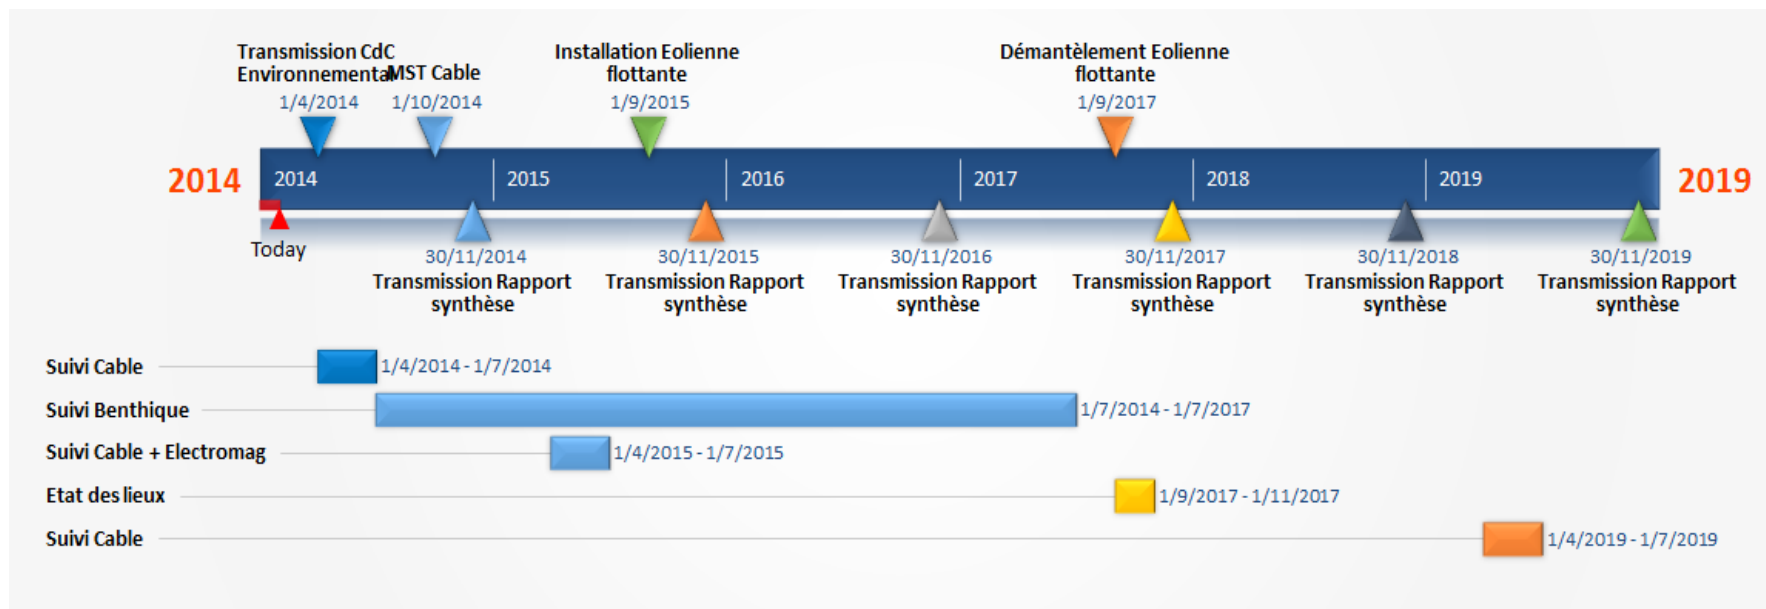 Transmission CdC
Environnemental
1/4/2014
MST Cable
1/10/2014
Installation Eolienne
flottante
1/9/2015
Démantèlement Eolienne
flottante
1/9/2017
2014
2014
2015
2016
2017
2018
2019
2019
Today
30/11/2014
Transmission Rapport
synthèse
30/11/2015
Transmission Rapport
synthèse
30/11/2016
Transmission Rapport
synthèse
30/11/2017
Transmission Rapport
synthèse
30/11/2018
Transmission Rapport
synthèse
30/11/2019
Transmission Rapport
synthèse
Suivi Cable
1/4/2014 - 1/7/2014
Suivi Benthique
1/7/2014 - 1/7/2017
Suivi Cable + Electromag
1/4/2015 - 1/7/2015
Etat des lieux
1/9/2017 - 1/11/2017
Suivi Cable
1/4/2019 - 1/7/2019